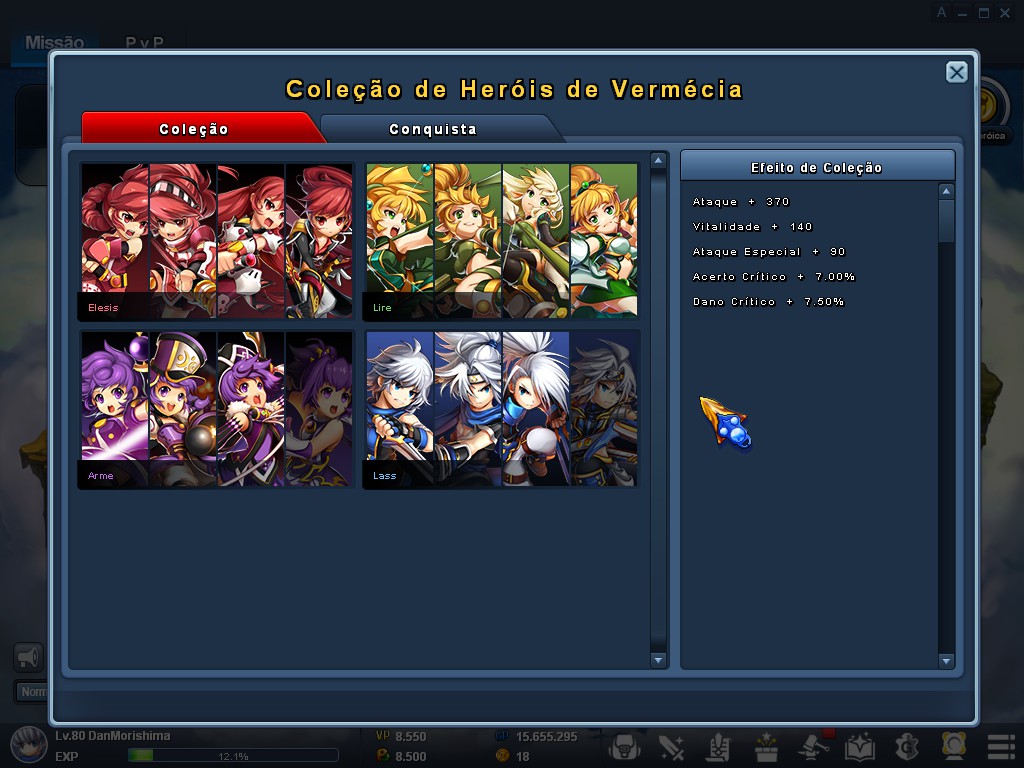 A
Missão PvP
Coleção de Heróis de Vermécia
Coleção Conquista
Efeito de Coleção
Ataque + 370
Vitalidade + 140
Ataque Especial + 90
Acerto Crítico + 7.00%
Dano Crítico + 7.50%
Elesis Lire
Arme Lass
Lv.80 DanMorishima
EXP 12.1%
VP 8.550
8.500
15.655.295
18